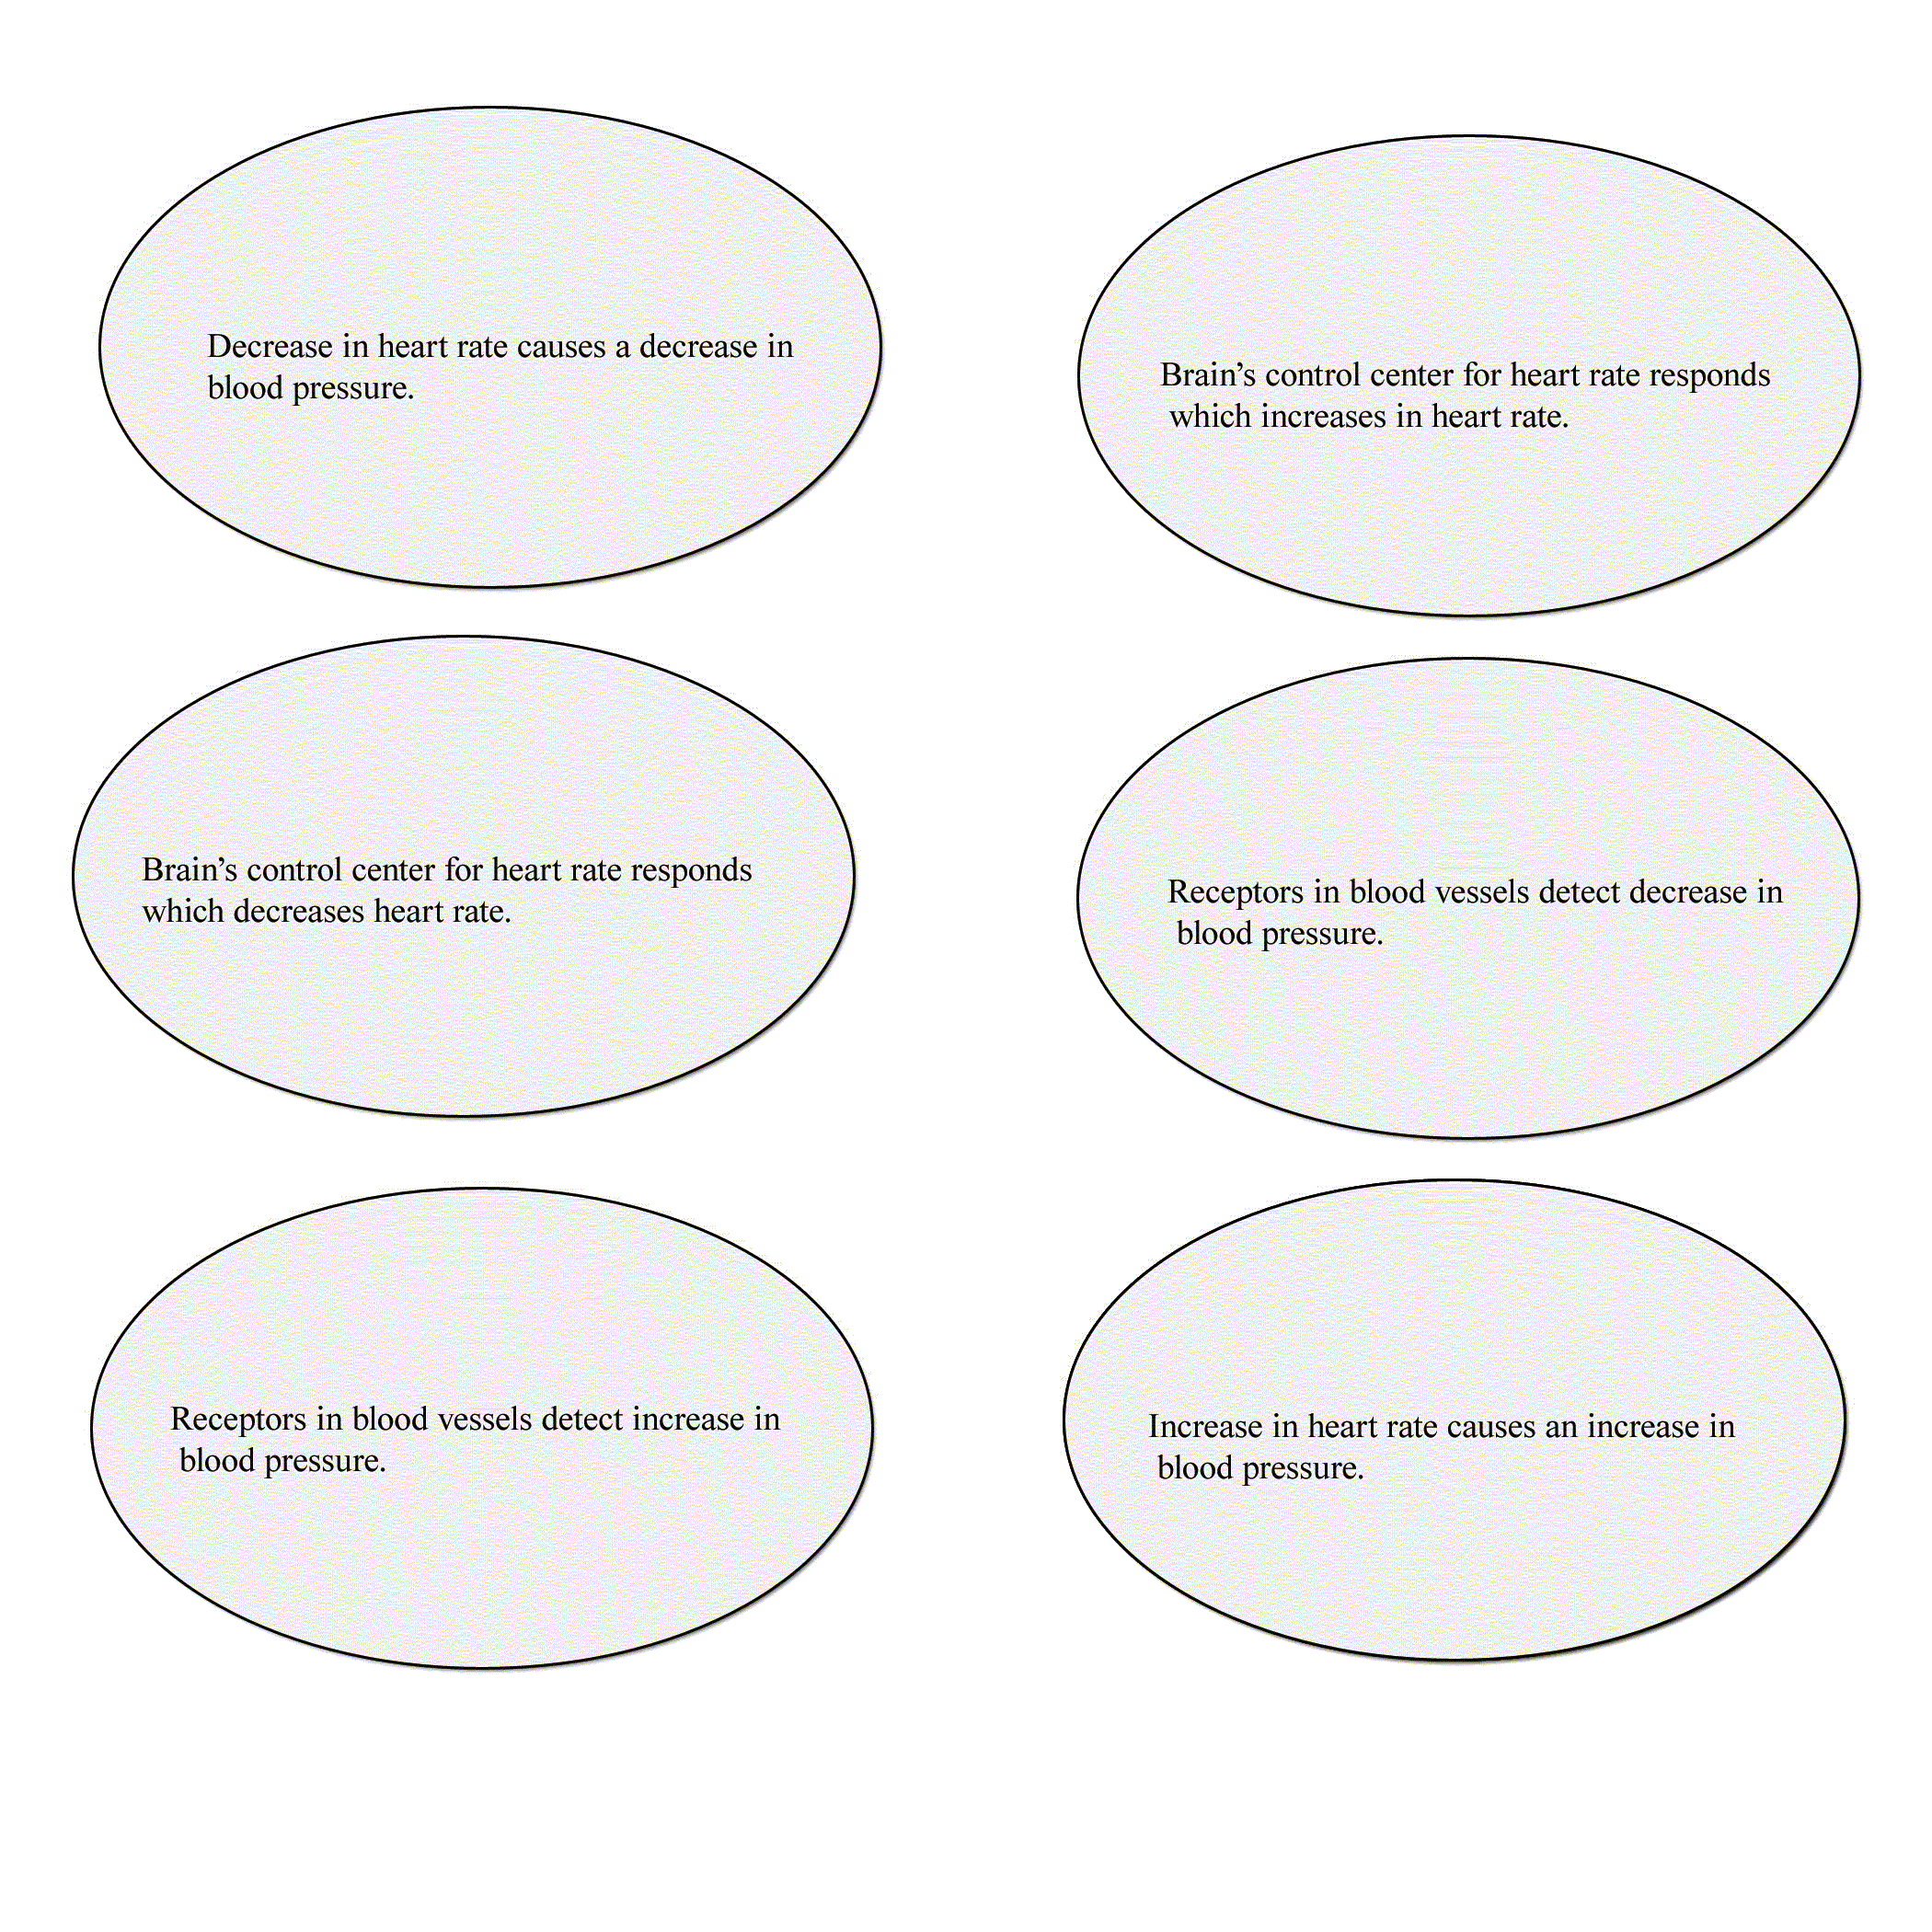 Decrease in heart rate causes a decrease in
blood pressure.
Brain’s control center for heart rate responds
which increases in heart rate.
Brain’s control center for heart rate responds
which decreases heart rate.
Receptors in blood vessels detect decrease in
blood pressure.
Receptors in blood vessels detect increase in
blood pressure.
Increase in heart rate causes an increase in
blood pressure.